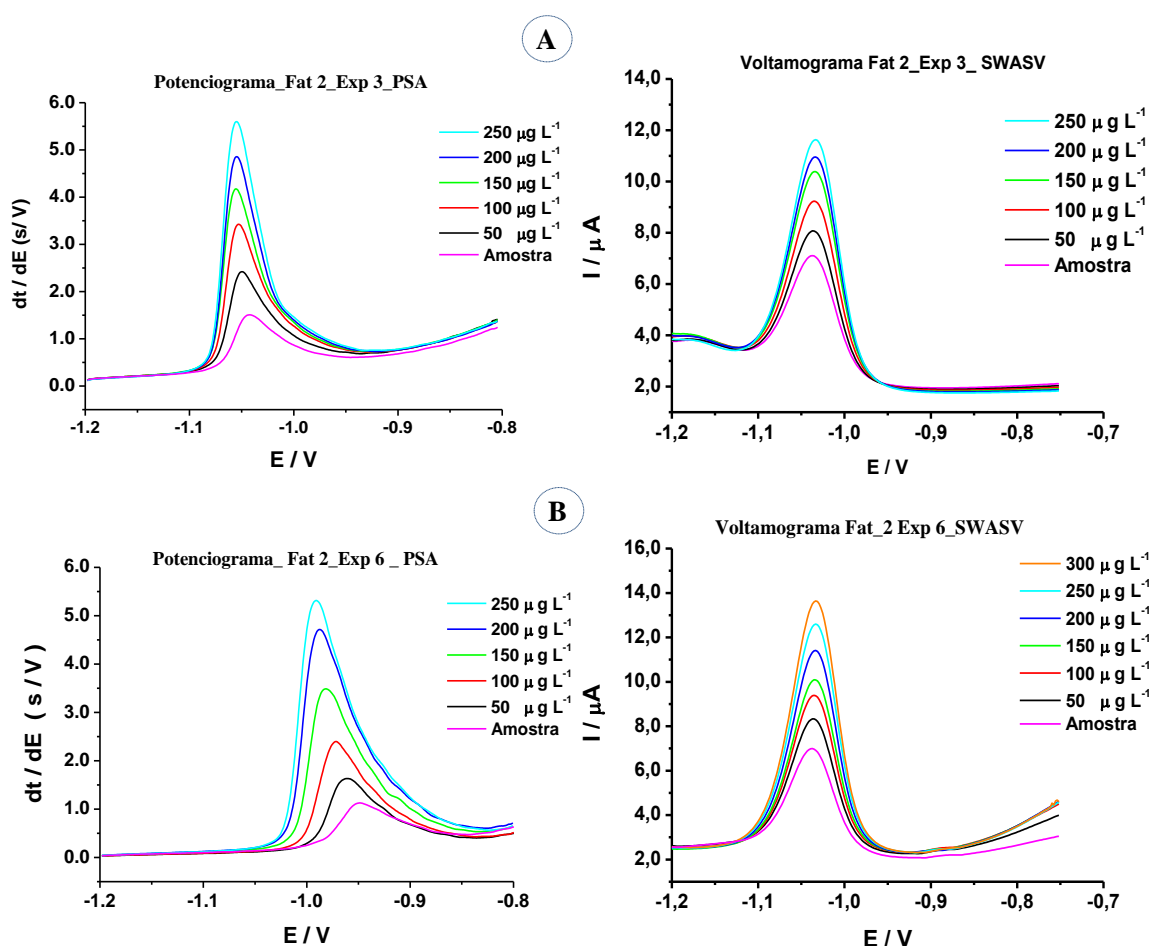 A
Potenciograma_Fat 2_Exp 3_PSA
6.0
5.0
4.0
3.0
2.0
1.0
0.0
dt / dE (s/ V)
250 µg L-1
200 µg L-1
150 µg L-1
100 µg L-1
50 µg L-1
Amostra
-1.2
-1.1
-1.0
-0.9
-0.8
E / V
Voltamograma Fat 2_Exp 3_ SWASV
14,0
12,0
10,0
8,0
6,0
4,0
2,0
I / µ A
250 µ g L-1
200 µ g L-1
150 µ g L-1
100 µ g L-1
50 µ g L-1
Amostra
-1,2
-1,1
-1,0
-0,9
-0,8
-0,7
E / V
B
Potenciograma_ Fat 2_Exp 6 _ PSA
6.0
5.0
4.0
3.0
2.0
1.0
0.0
dt / dE ( s / V )
250 µ g L-1
200 µ g L-1
150 µ g L-1
100 µ g L-1
50 µ g L-1
Amostra
-1.2
-1.1
-1.0
-0.9
-0.8
E / V
Voltamograma Fat_2 Exp 6_SWASV
16,0
14,0
12,0
10,0
8,0
6,0
4,0
2,0
I / µA
300 µ g L-1
250 µ g L-1
200 µ g L-1
150 µ g L-1
100 µ g L-1
50 µ g L-1
Amostra
-1,2
-1,1
-1,0
-0,9
-0,8
-0,7
E / V